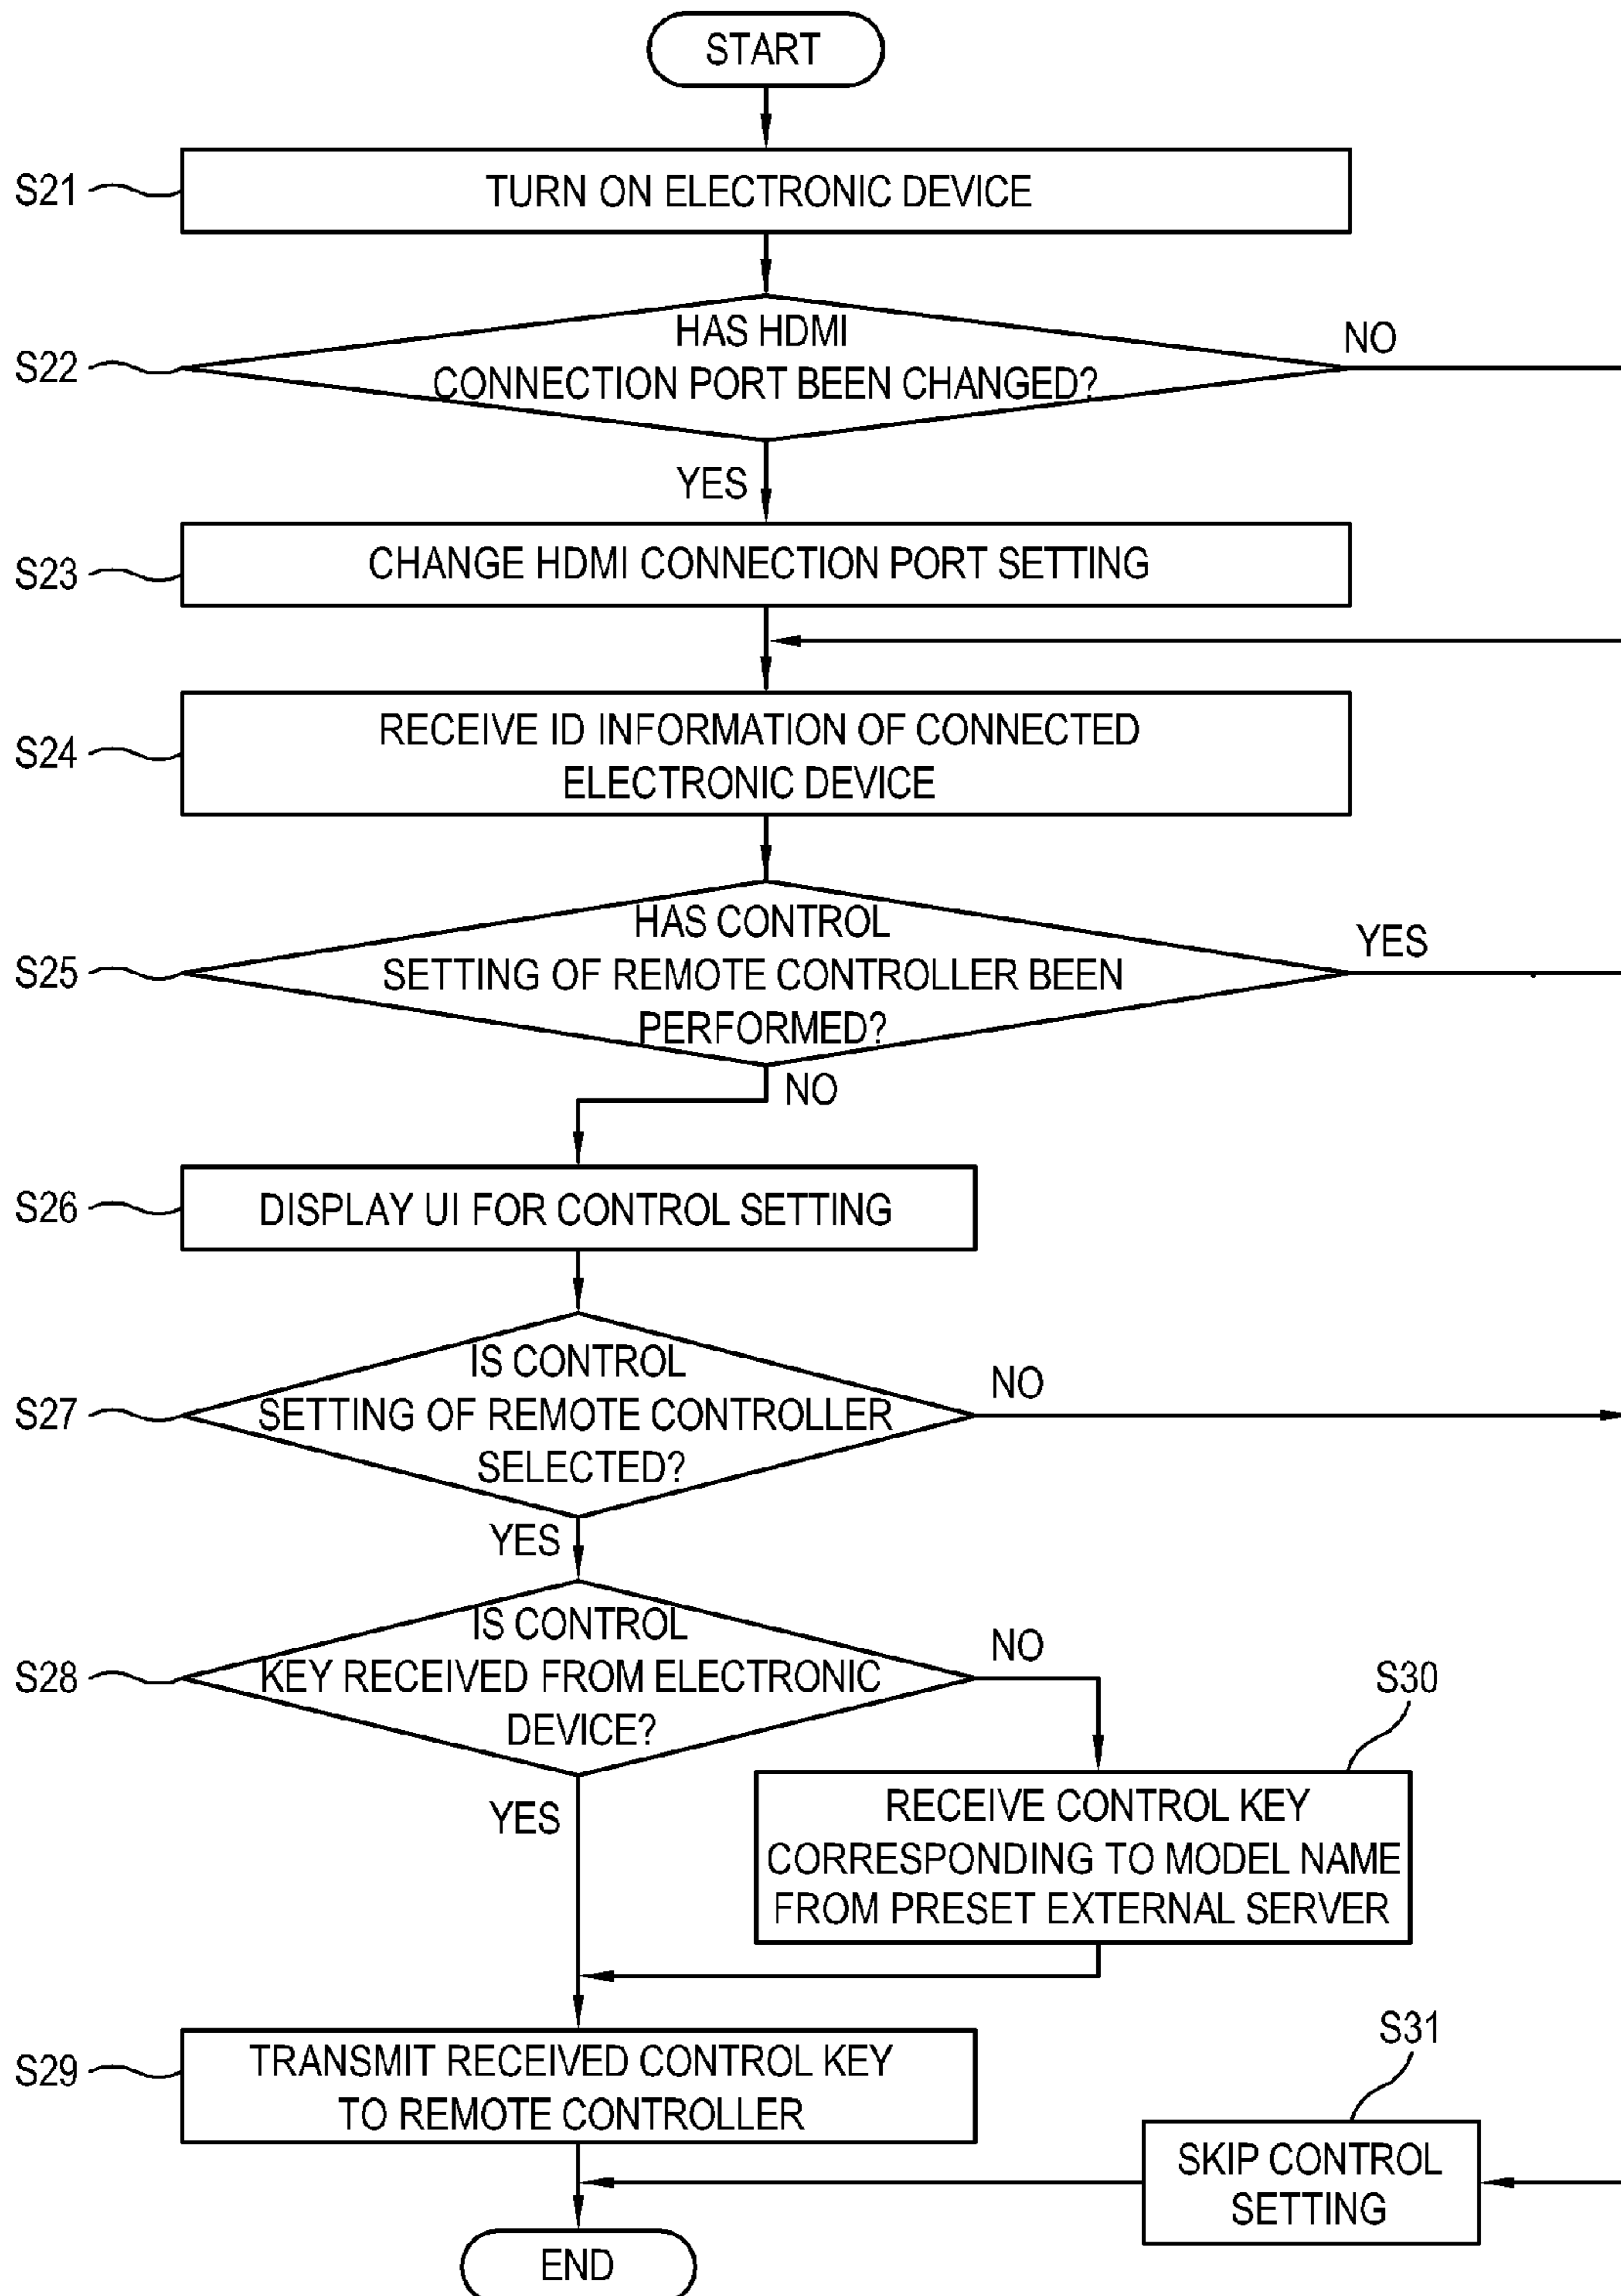 START
S21
TURN ON ELECTRONIC DEVICE
S22
HAS HDMI
CONNECTION PORT BEEN CHANGED?
NO
YES
S23
CHANGE HDMI CONNECTION PORT SETTING
S24
RECEIVE ID INFORMATION OF CONNECTED
ELECTRONIC DEVICE
S25
HAS CONTROL
SETTING OF REMOTE CONTROLLER BEEN
PERFORMED?
YES
NO
S26
DISPLAY UI FOR CONTROL SETTING
S27
IS CONTROL
SETTING OF REMOTE CONTROLLER
SELECTED?
NO
YES
S28
IS CONTROL
KEY RECEIVED FROM ELECTRONIC
DEVICE?
NO
YES
S30
RECEIVE CONTROL KEY
CORRESPONDING TO MODEL NAME
FROM PRESET EXTERNAL SERVER
S29
TRANSMIT RECEIVED CONTROL KEY
TO REMOTE CONTROLLER
S31
SKIP CONTROL
SETTING
END